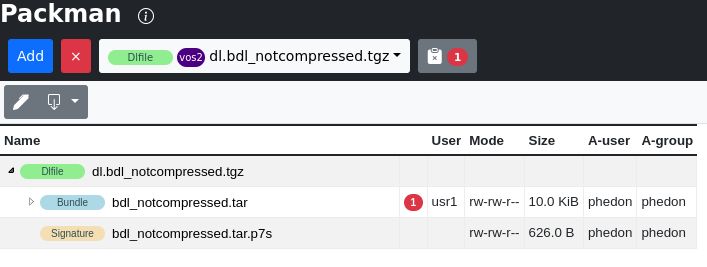 Packman
Add × Dlfile vos2 dl.bdl_notcompressed.tgz 1
Name User Mode Size A-user A-group
Dlfile dl.bdl_notcompressed.tgz
Bundle bdl_notcompressed.tar 1 usr1 rw-rw-r-- 10.0 KiB phedon phedon
Signature bdl_notcompressed.tar.p7s rw-rw-r-- 626.0 B phedon phedon